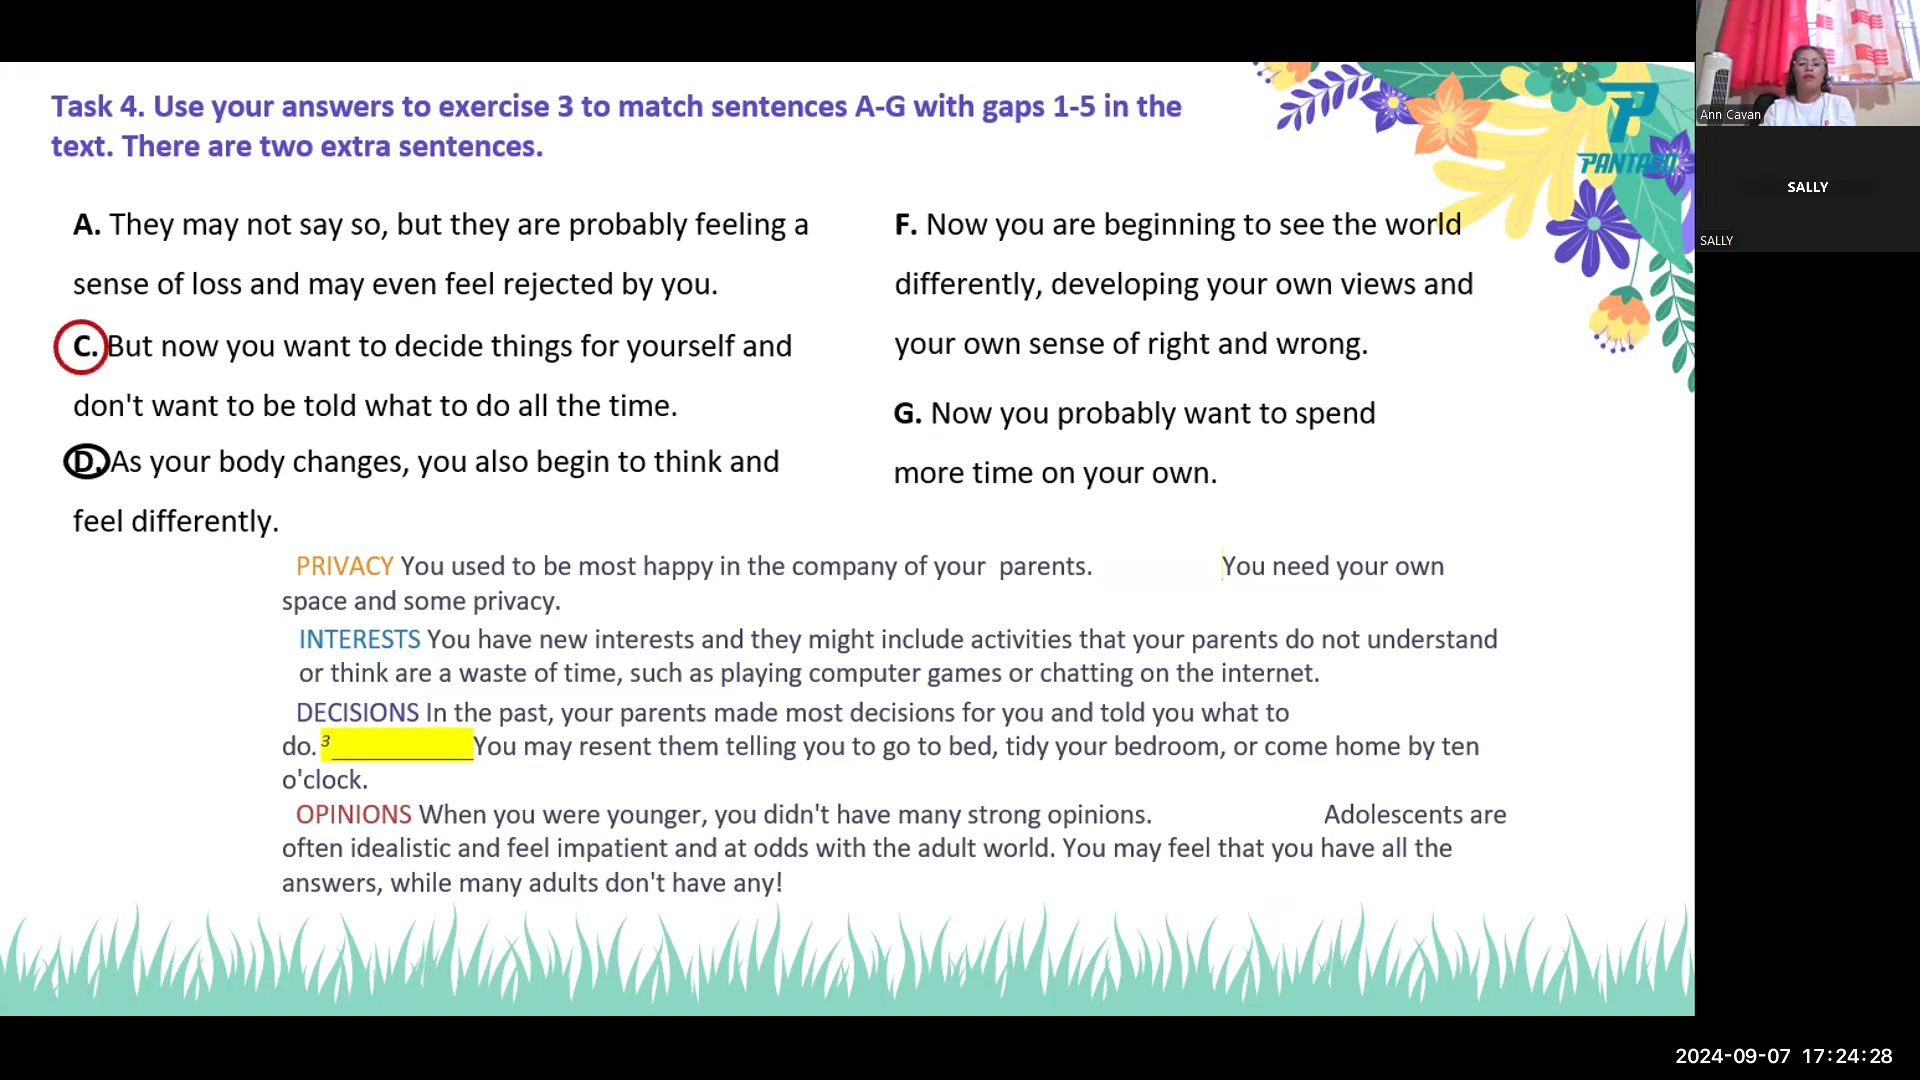 Task 4. Use your answers to exercise 3 to match sentences A-G with gaps 1-5 in the
text. There are two extra sentences.
PANTADO
Ann Cavan
SALLY
SALLY
A. They may not say so, but they are probably feeling a
sense of loss and may even feel rejected by you.
C. But now you want to decide things for yourself and
don't want to be told what to do all the time.
D. As your body changes, you also begin to think and
feel differently.
F. Now you are beginning to see the world
differently, developing your own views and
your own sense of right and wrong.
G. Now you probably want to spend
more time on your own.
PRIVACY You used to be most happy in the company of your parents. You need your own
space and some privacy.
INTERESTS You have new interests and they might include activities that your parents do not understand
or think are a waste of time, such as playing computer games or chatting on the internet.
DECISIONS In the past, your parents made most decisions for you and told you what to
do. 3__________You may resent them telling you to go to bed, tidy your bedroom, or come home by ten
o'clock.
OPINIONS When you were younger, you didn't have many strong opinions. Adolescents are
often idealistic and feel impatient and at odds with the adult world. You may feel that you have all the
answers, while many adults don't have any!
2024-09-07 17:24:28